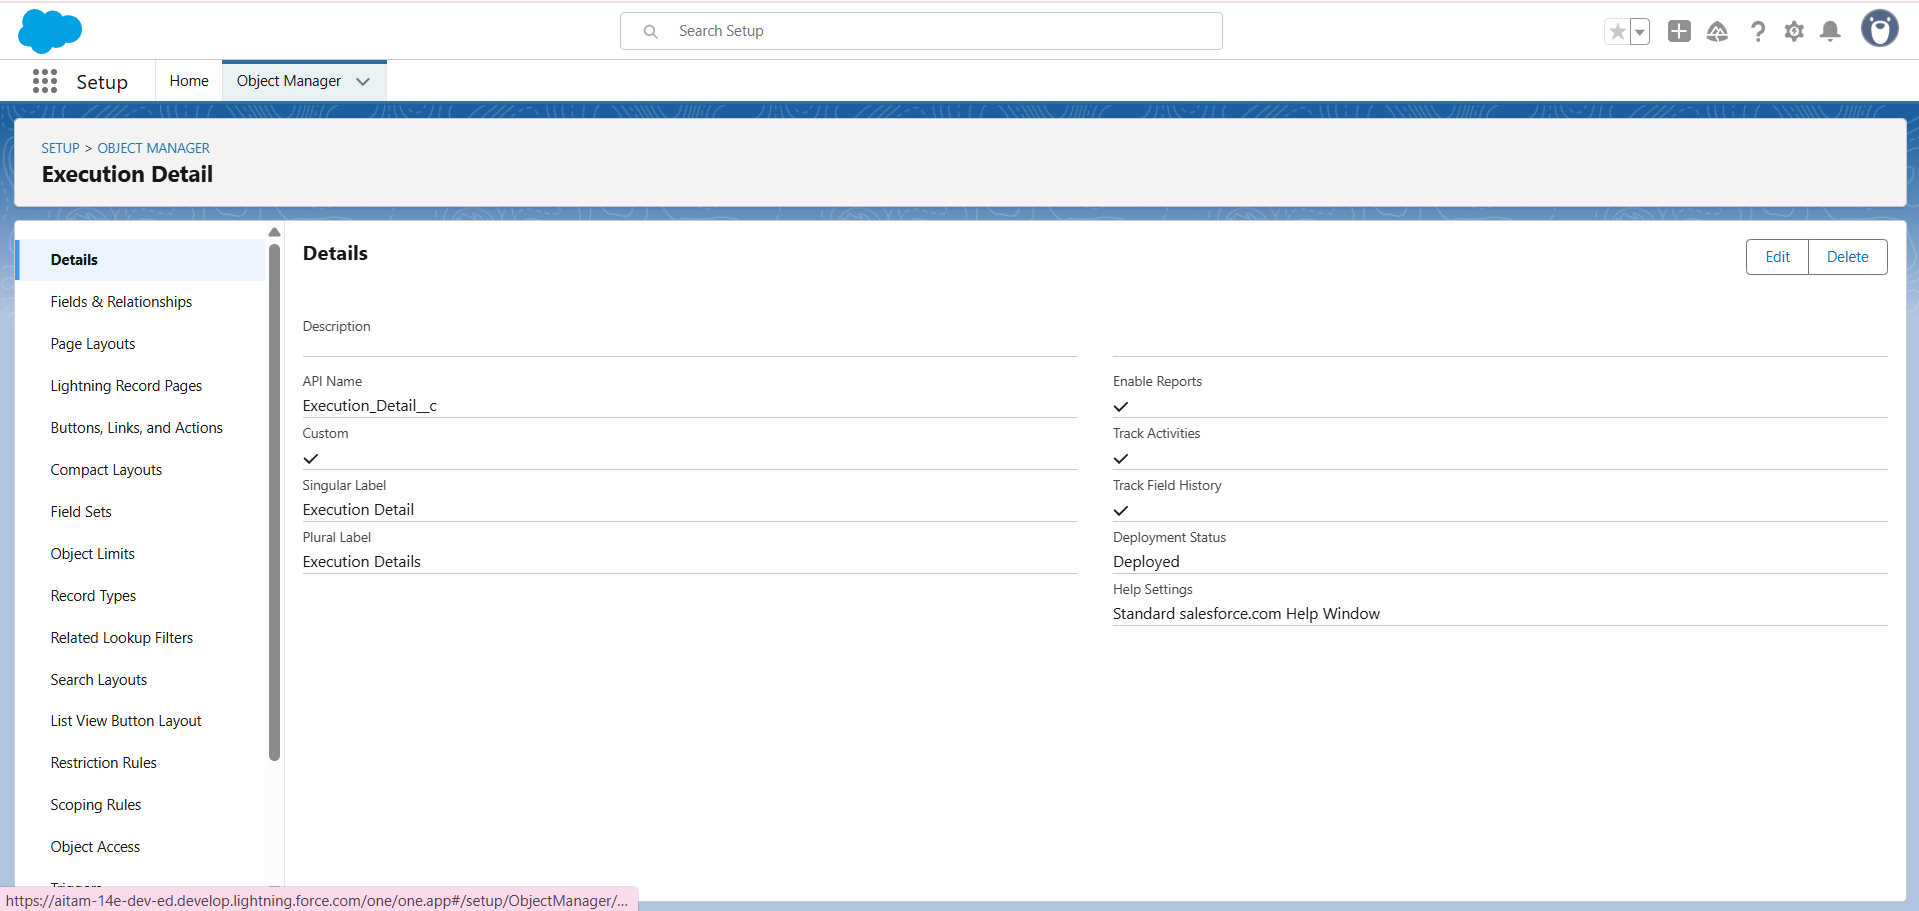 Search Setup
Setup
Home
Object Manager
SETUP > OBJECT MANAGER
Execution Detail
Details
Fields & Relationships
Page Layouts
Lightning Record Pages
Buttons, Links, and Actions
Compact Layouts
Field Sets
Object Limits
Record Types
Related Lookup Filters
Search Layouts
List View Button Layout
Restriction Rules
Scoping Rules
Object Access
Triggers
Details
Edit
Delete
Description
API Name
Execution_Detail__c
Custom
Singular Label
Execution Detail
Plural Label
Execution Details
Enable Reports
Track Activities
Track Field History
Deployment Status
Deployed
Help Settings
Standard salesforce.com Help Window
https://aitam-14e-dev-ed.develop.lightning.force.com/one/one.app#/setup/ObjectManager/...